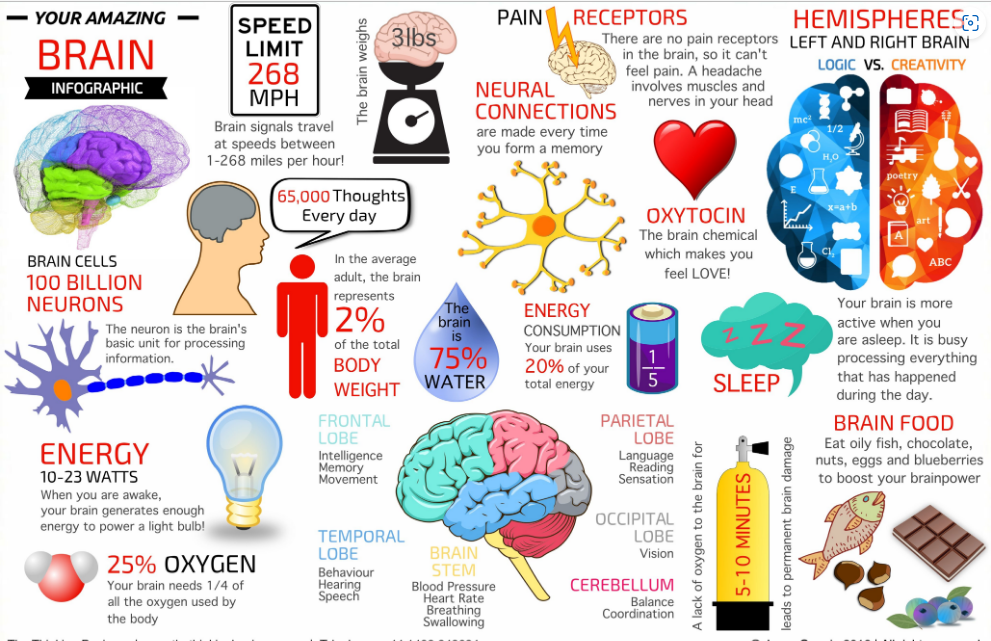 YOUR AMAZING
BRAIN
INFOGRAPHIC
SPEED
LIMIT
268
MPH
Brain signals travel
at speeds between
1-268 miles per hour!
The brain weighs
3lbs
PAIN RECEPTORS
There are no pain receptors
in the brain, so it can't
feel pain. A headache
involves muscles and
nerves in your head
HEMISPHERES
LEFT AND RIGHT BRAIN
LOGIC VS. CREATIVITY
mc²
1/2
H₂O
E
x=a+b
Cl₂
poetry
art
A
ABC
NEURAL
CONNECTIONS
are made every time
you form a memory
OXYTOCIN
The brain chemical
which makes you
feel LOVE!
65,000 Thoughts
Every day
BRAIN CELLS
100 BILLION
NEURONS
The neuron is the brain's
basic unit for processing
information.
In the average
adult, the brain
represents
2%
of the total
BODY
WEIGHT
The
brain
is
75%
WATER
ENERGY
CONSUMPTION
Your brain uses
20% of your
total energy
1
5
Z Z Z
SLEEP
Your brain is more
active when you
are asleep. It is busy
processing everything
that has happened
during the day.
ENERGY
10-23 WATTS
When you are awake,
your brain generates enough
energy to power a light bulb!
25% OXYGEN
Your brain needs 1/4 of
all the oxygen used by
the body
FRONTAL
LOBE
Intelligence
Memory
Movement
TEMPORAL
LOBE
Behaviour
Hearing
Speech
BRAIN
STEM
Blood Pressure
Heart Rate
Breathing
Swallowing
PARIETAL
LOBE
Language
Reading
Sensation
OCCIPITAL
LOBE
Vision
CEREBELLUM
Balance
Coordination
A lack of oxygen to the brain for
5-10 MINUTES
leads to permanent brain damage
BRAIN FOOD
Eat oily fish, chocolate,
nuts, eggs and blueberries
to boost your brainpower